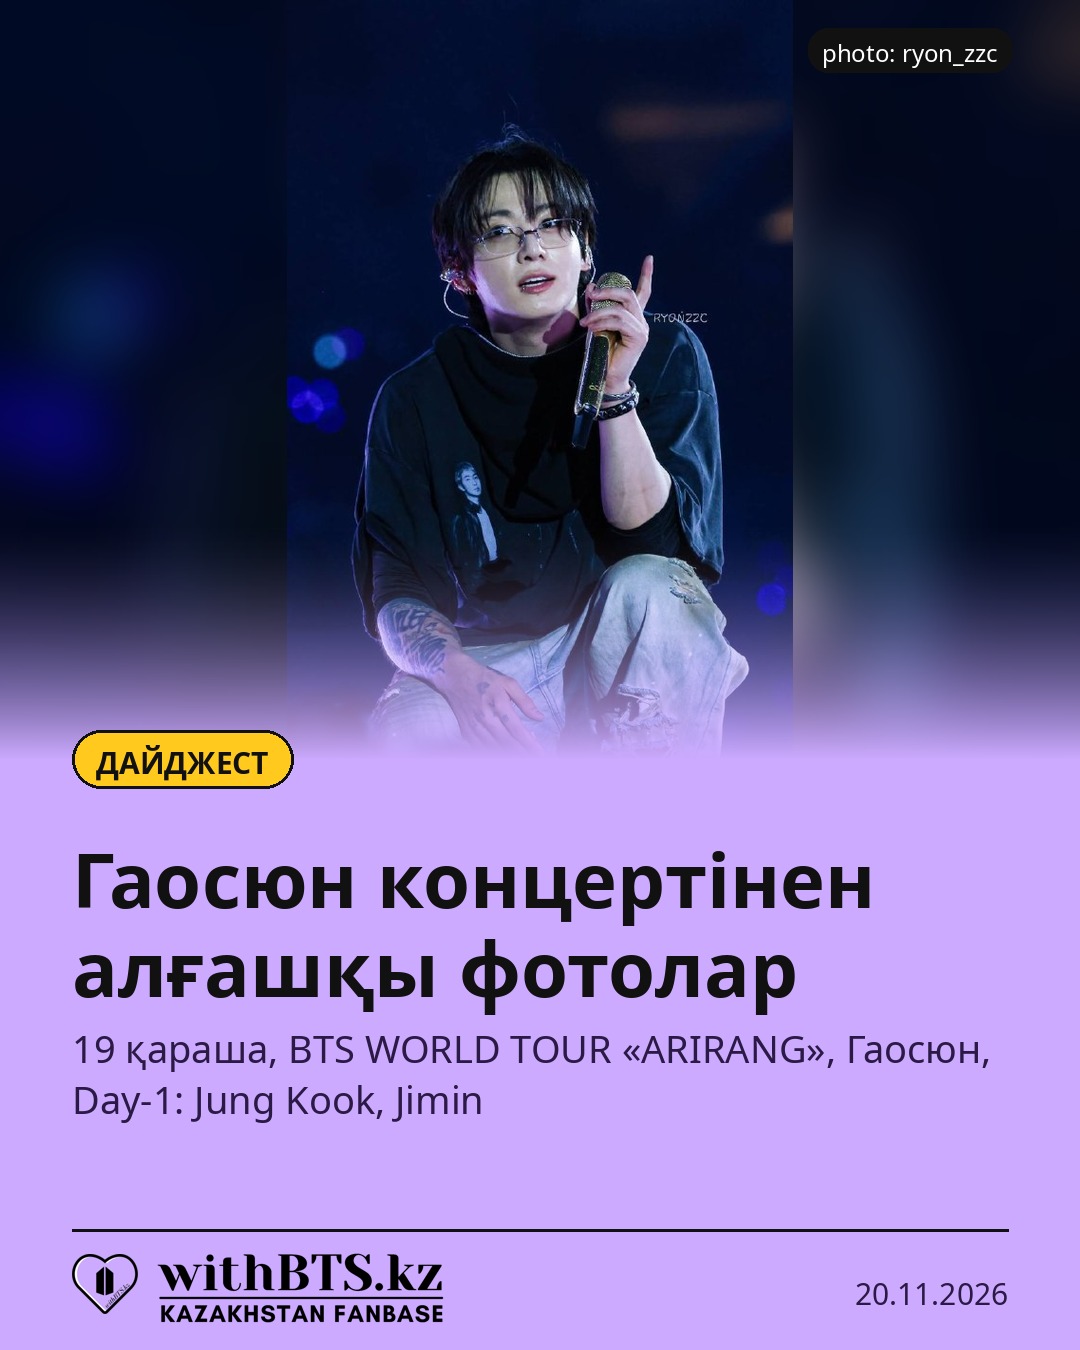 photo: ryon_zzc
RYONZZC
ДАЙДЖЕСТ
Гаосюн концертінен
алғашқы фотолар
19 қараша, BTS WORLD TOUR «ARIRANG», Гаосюн,
Day-1: Jung Kook, Jimin
withBTS.kz
KAZAKHSTAN FANBASE
20.11.2026